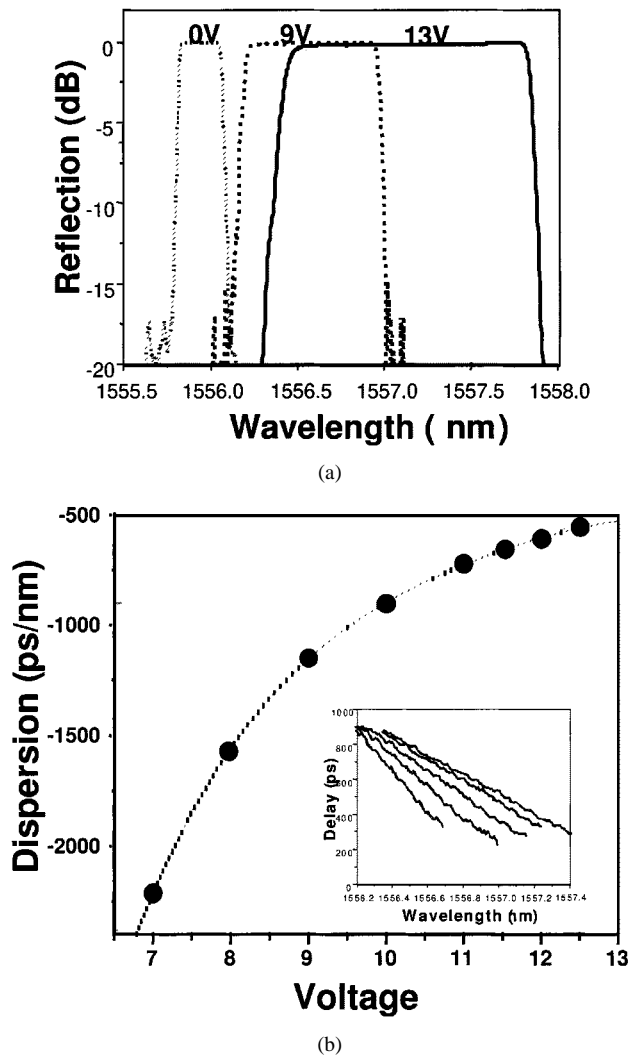 0V 9V 13V
0
-5
-10
-15
-20
Reflection (dB)
1555.5 1556.0 1556.5 1557.0 1557.5 1558.0
Wavelength ( nm)
(a)
-500
-1000
-1500
-2000
Dispersion (ps/nm)
1000
800
600
400
200
0
Delay (ps)
1556.2 1556.4 1556.6 1556.8 1557.0 1557.2 1557.4
Wavelength (nm)
7 8 9 10 11 12 13
Voltage
(b)